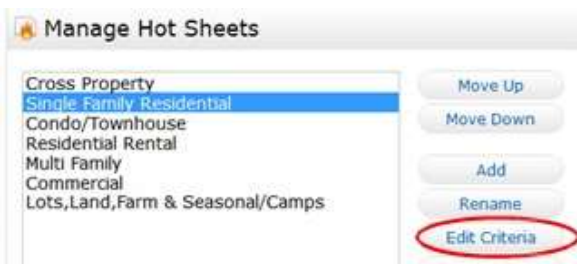 Manage Hot Sheets
Cross Property
Single Family Residential
Condo/Townhouse
Residential Rental
Multi Family
Commercial
Lots,Land,Farm & Seasonal/Camps
Move Up
Move Down
Add
Rename
Edit Criteria